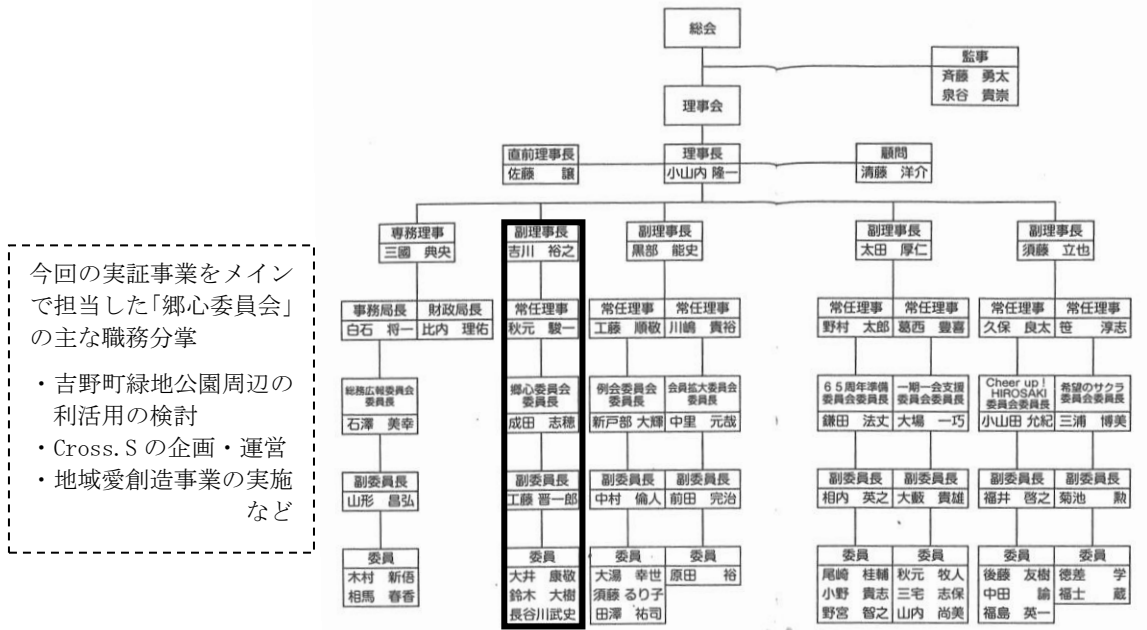 総会
監事
斉藤 勇太
泉谷 貴崇
理事会
直前理事長
佐藤 譲
理事長
小山内 隆一
顧問
清藤 洋介
専務理事
三國 典央
副理事長
吉川 裕之
副理事長
黒部 能史
副理事長
太田 厚仁
副理事長
須藤 立也
今回の実証事業をメイン
で担当した「郷心委員会」
の主な職務分掌
・吉野町緑地公園周辺の
利活用の検討
・Cross.S の企画・運営
・地域愛創造事業の実施
など
事務局長 財政局長
白石 将一 比内 理佑
常任理事
秋元 駿一
常任理事 常任理事
工藤 順敬 川嶋 貴裕
常任理事 常任理事
野村 太郎 葛西 豊喜
常任理事 常任理事
久保 良太 笹 淳志
総務広報委員会
委員長
石澤 美幸
郷心委員会
委員長
成田 志穂
例会委員会
委員長
新戸部 大輝
会員拡大委員会
委員長
中里 元哉
65周年準備
委員会委員長
鎌田 法丈
一期一会支援
委員会委員長
大場 一巧
Cheer up！
HIROSAKI
委員会委員長
小山田 允紀
希望のサクラ
委員会委員長
三浦 博美
副委員長
山形 昌弘
副委員長
工藤 晋一郎
副委員長 副委員長
中村 倫人 前田 完治
副委員長 副委員長
相内 英之 大藪 貴雄
副委員長 副委員長
福井 啓之 菊池 勲
委員
木村 新悟
相馬 春香
委員
大井 康敬
鈴木 大樹
長谷川武史
委員
大湯 幸世
須藤 るり子
田澤 祐司
委員
原田 裕
委員
尾崎 桂輔
小野 貴志
野宮 智之
委員
秋元 牧人
三宅 志保
山内 尚美
委員
後藤 友樹
中田 諭
福島 英一
委員
徳差 学
福士 蔵